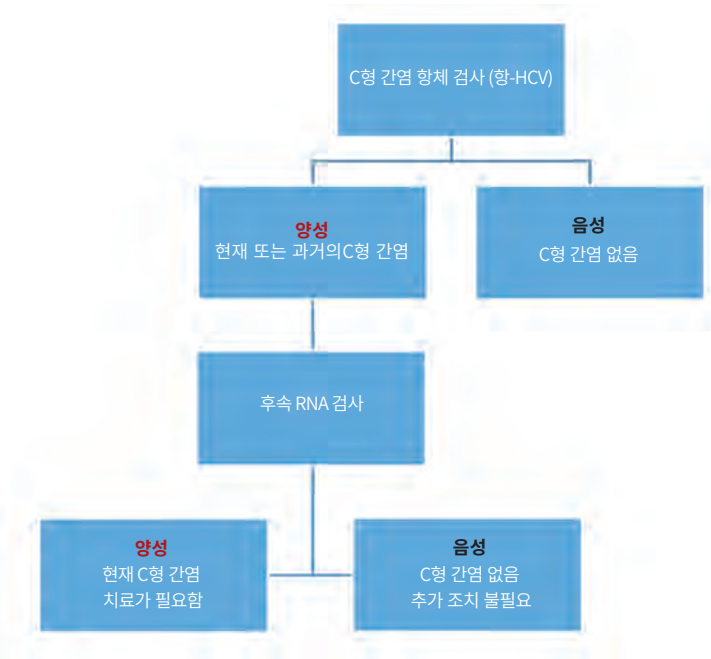 C형 간염 항체 검사 (항-HCV)
양성
현재 또는 과거의C형 간염
음성
C형 간염 없음
후속 RNA 검사
양성
현재 C형 간염
치료가 필요함
음성
C형 간염 없음
추가 조치 불필요